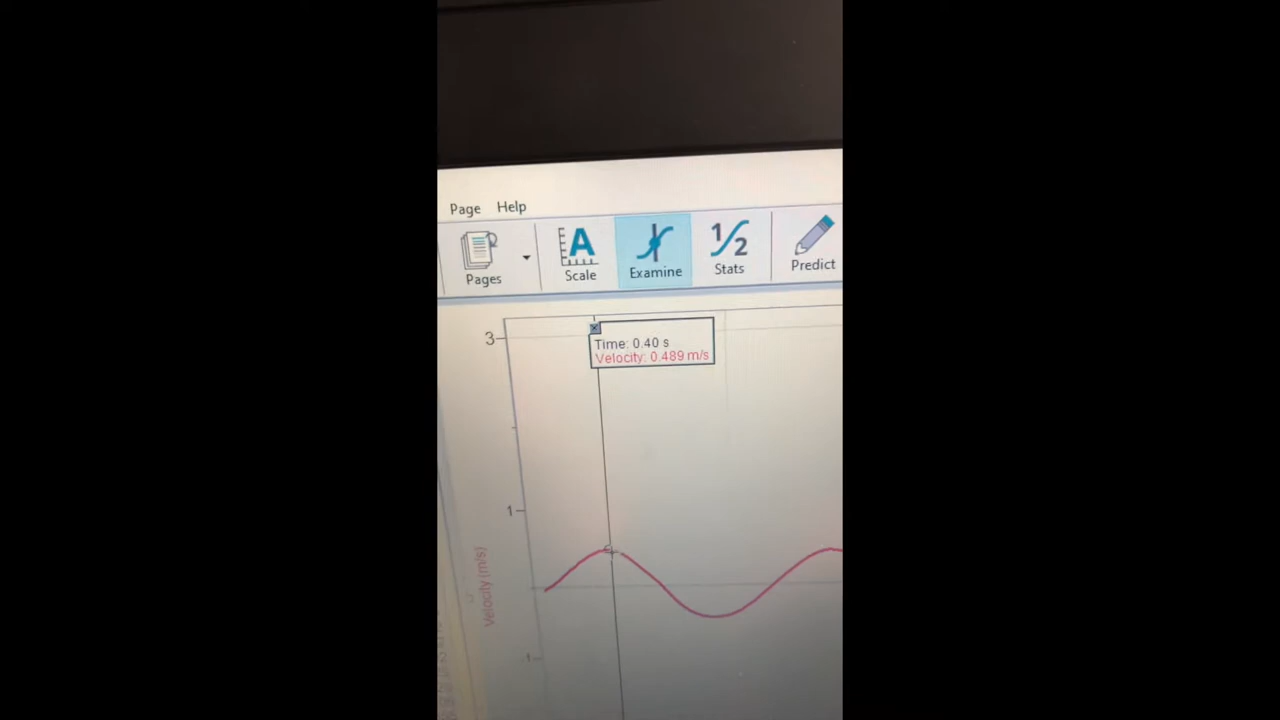 Page Help
Pages
A
Scale
Examine
1/2
Stats
Predict
3
Time: 0.40 s
Velocity: 0.489 m/s
1
Velocity (m/s)
-1